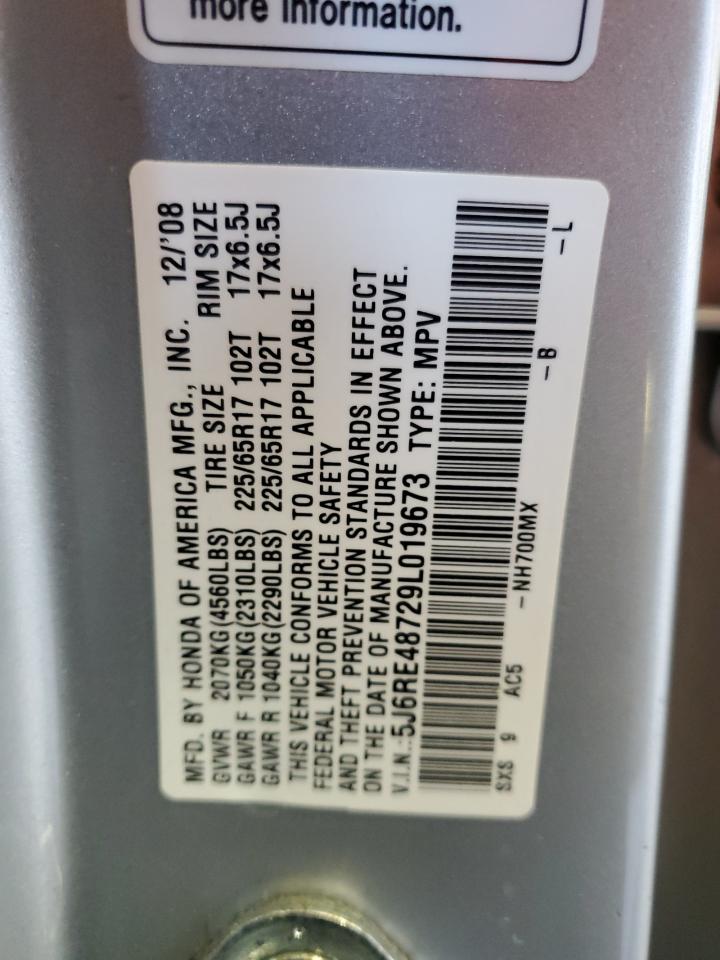 more information.
MFD. BY HONDA OF AMERICA MFG., INC. 12/'08
GVWR 2070KG(4560LBS) TIRE SIZE RIM SIZE
GAWR F 1050KG(2310LBS) 225/65R17 102T 17x6.5J
GAWR R 1040KG(2290LBS) 225/65R17 102T 17x6.5J
THIS VEHICLE CONFORMS TO ALL APPLICABLE
FEDERAL MOTOR VEHICLE SAFETY
AND THEFT PREVENTION STANDARDS IN EFFECT
ON THE DATE OF MANUFACTURE SHOWN ABOVE.
V.I.N.:5J6RE48729L019673 TYPE: MPV
SXS 9 AC5 -NH700MX -B -L